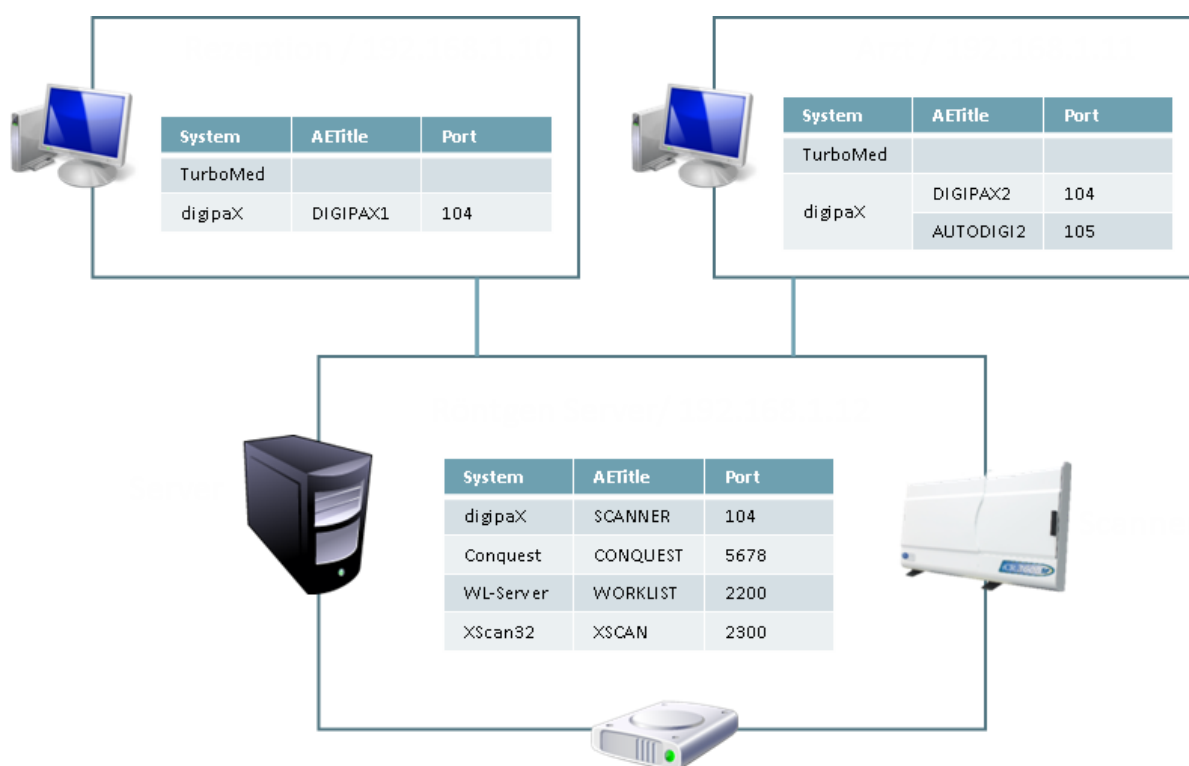 System AETitle Port
TurboMed
digipaX DIGIPAX1 104
System AETitle Port
TurboMed
digipaX DIGIPAX2 104
AUTODIGI2 105
System AETitle Port
digipaX SCANNER 104
Conquest CONQUEST 5678
WL-Server WORKLIST 2200
XScan32 XSCAN 2300